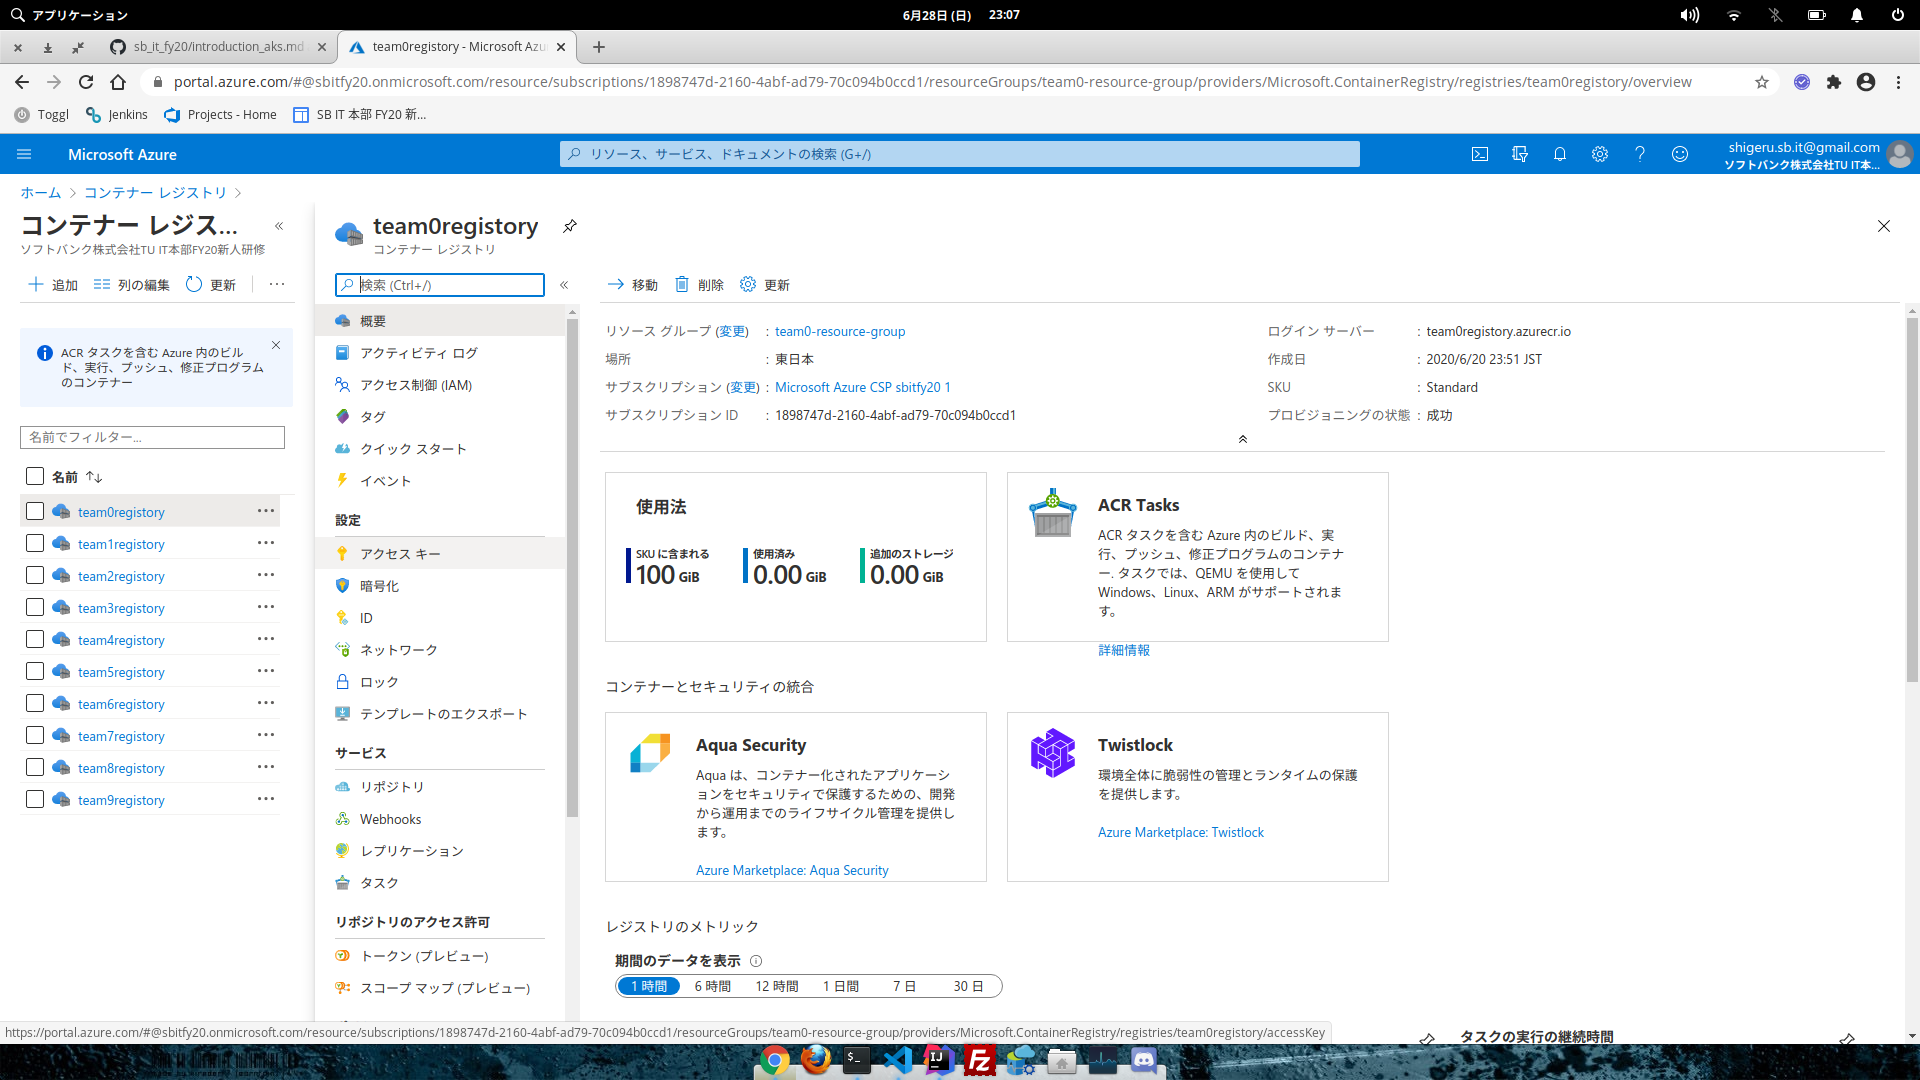 アプリケーション
6月28日 (日) 23:07
sb_it_fy20/introduction_aks.md
team0registory - Microsoft Azu
portal.azure.com/#@sbitfy20.onmicrosoft.com/resource/subscriptions/1898747d-2160-4abf-ad79-70c094b0ccd1/resourceGroups/team0-resource-group/providers/Microsoft.ContainerRegistry/registries/team0registory/overview
Toggl
Jenkins
Projects - Home
SB IT 本部 FY20 新...
Microsoft Azure
リソース、サービス、ドキュメントの検索 (G+/)
shigeru.sb.it@gmail.com
ソフトバンク株式会社TU IT本...
ホーム
コンテナー レジストリ
コンテナー レジス...
ソフトバンク株式会社TU IT本部FY20新人研修
追加
列の編集
更新
ACR タスクを含む Azure 内のビル
ド、実行、プッシュ、修正プログラム
のコンテナー
名前でフィルター...
名前
team0registory
team1registory
team2registory
team3registory
team4registory
team5registory
team6registory
team7registory
team8registory
team9registory
team0registory
コンテナー レジストリ
検索 (Ctrl+/)
概要
アクティビティ ログ
アクセス制御 (IAM)
タグ
クイック スタート
イベント
設定
アクセス キー
暗号化
ID
ネットワーク
ロック
テンプレートのエクスポート
サービス
リポジトリ
Webhooks
レプリケーション
タスク
リポジトリのアクセス許可
トークン (プレビュー)
スコープ マップ (プレビュー)
移動
削除
更新
リソース グループ (変更) : team0-resource-group
場所 : 東日本
サブスクリプション (変更) : Microsoft Azure CSP sbitfy20 1
サブスクリプション ID : 1898747d-2160-4abf-ad79-70c094b0ccd1
ログイン サーバー : team0registory.azurecr.io
作成日 : 2020/6/20 23:51 JST
SKU : Standard
プロビジョニングの状態 : 成功
使用法
SKU に含まれる
100 GiB
使用済み
0.00 GiB
追加のストレージ
0.00 GiB
ACR Tasks
ACR タスクを含む Azure 内のビルド、実
行、プッシュ、修正プログラムのコンテナ
ー. タスクでは、QEMU を使用して
Windows、Linux、ARM がサポートされま
す。
詳細情報
コンテナーとセキュリティの統合
Aqua Security
Aqua は、コンテナー化されたアプリケーシ
ョンをセキュリティで保護するための、開発
から運用までのライフサイクル管理を提供し
ます。
Azure Marketplace: Aqua Security
Twistlock
環境全体に脆弱性の管理とランタイムの保護
を提供します。
Azure Marketplace: Twistlock
レジストリのメトリック
期間のデータを表示
1 時間
6 時間
12 時間
1 日間
7 日
30 日
タスクの実行の継続時間
https://portal.azure.com/#@sbitfy20.onmicrosoft.com/resource/subscriptions/1898747d-2160-4abf-ad79-70c094b0ccd1/resourceGroups/team0-resource-group/providers/Microsoft.ContainerRegistry/registries/team0registory/accessKey